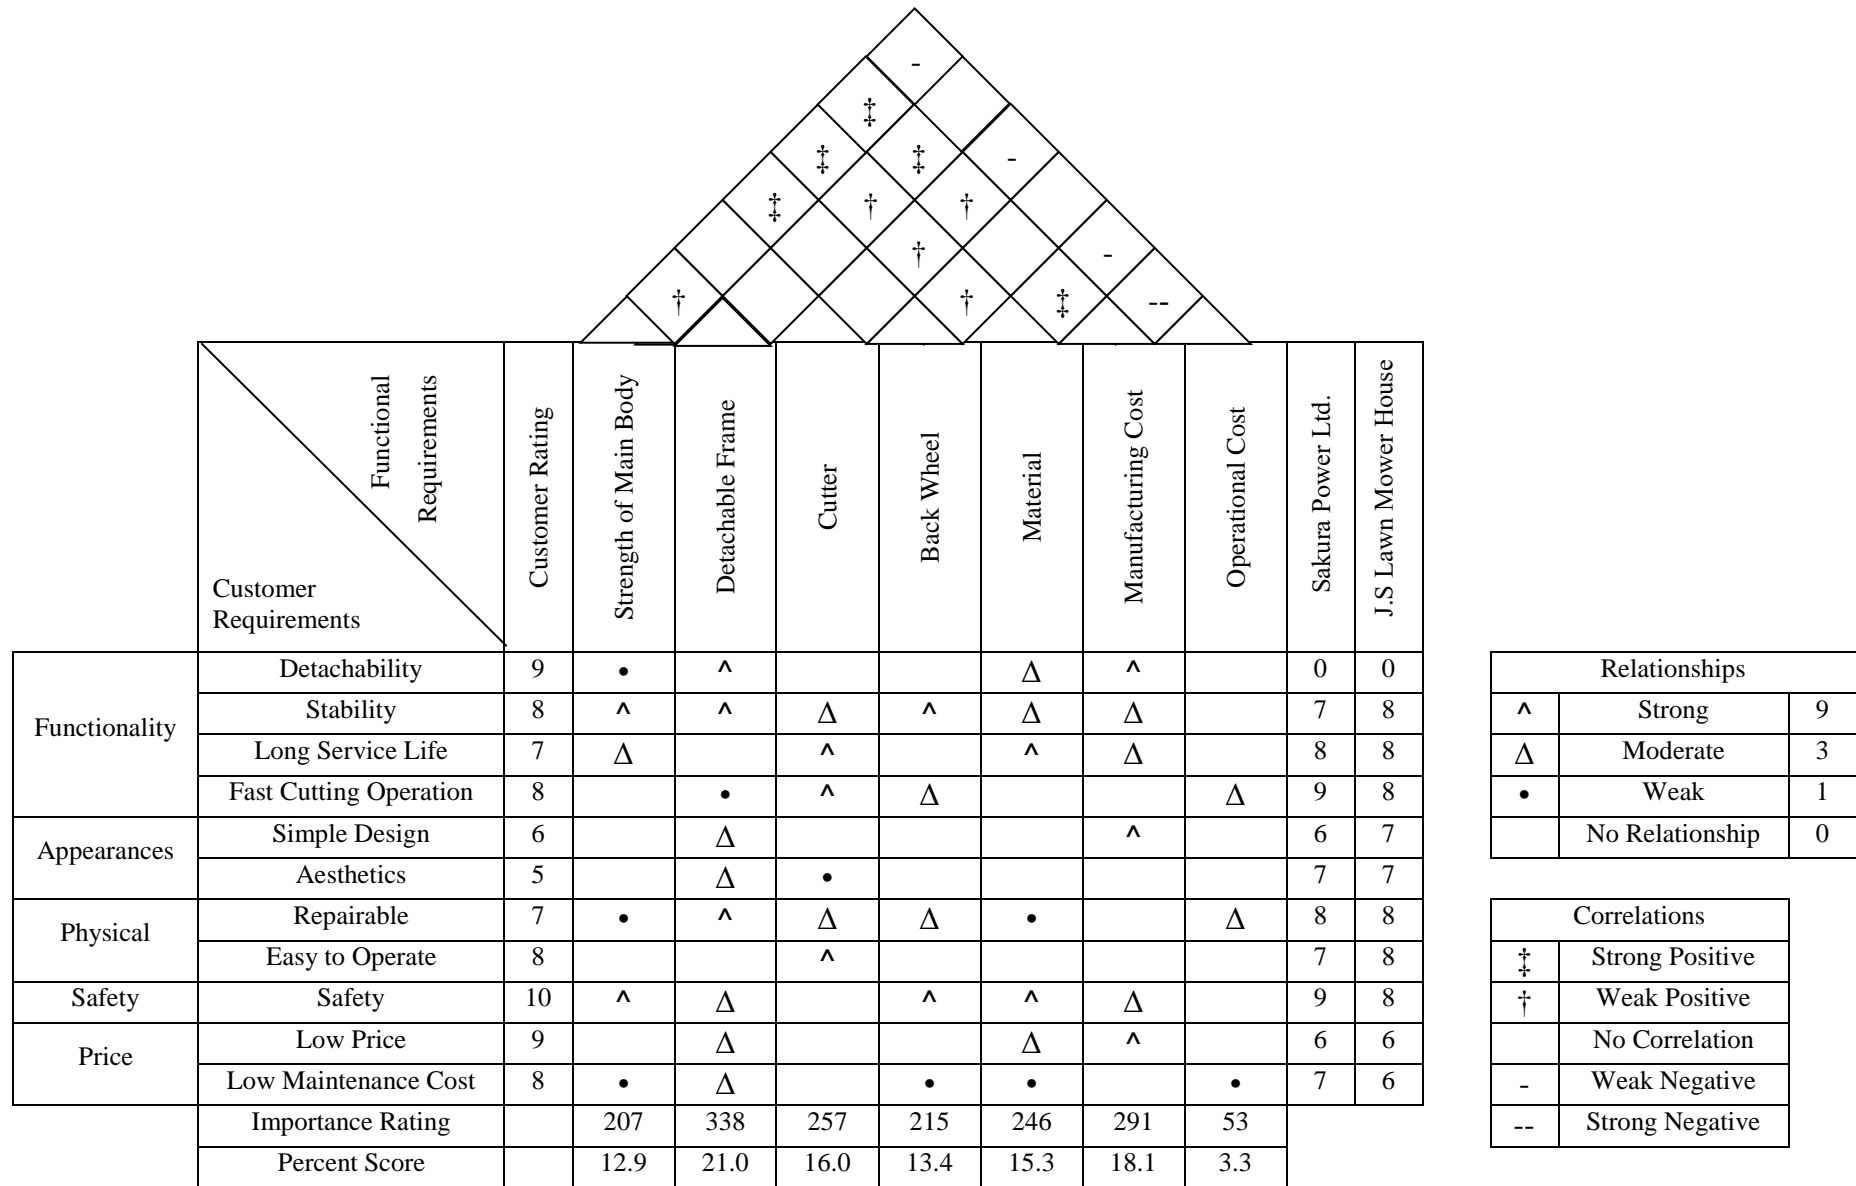 -
‡
‡ ‡ -
‡ † †
† -
† † ‡ --
Functional
Requirements
Customer
Requirements
Customer Rating
Strength of Main Body
Detachable Frame
Cutter
Back Wheel
Material
Manufacturing Cost
Operational Cost
Sakura Power Ltd.
J.S Lawn Mower House
Functionality
Detachability 9 • ^ Δ ^ 0 0
Stability 8 ^ ^ Δ ^ Δ Δ 7 8
Long Service Life 7 Δ ^ ^ Δ 8 8
Fast Cutting Operation 8 • ^ Δ Δ 9 8
Appearances
Simple Design 6 Δ ^ 6 7
Aesthetics 5 Δ • 7 7
Physical
Repairable 7 • ^ Δ Δ • Δ 8 8
Easy to Operate 8 ^ 7 8
Safety
Safety 10 ^ Δ ^ ^ Δ 9 8
Price
Low Price 9 Δ Δ ^ 6 6
Low Maintenance Cost 8 • Δ • • • 7 6
Importance Rating 207 338 257 215 246 291 53
Percent Score 12.9 21.0 16.0 13.4 15.3 18.1 3.3
Relationships
^ Strong 9
Δ Moderate 3
• Weak 1
No Relationship 0
Correlations
‡ Strong Positive
† Weak Positive
No Correlation
- Weak Negative
-- Strong Negative